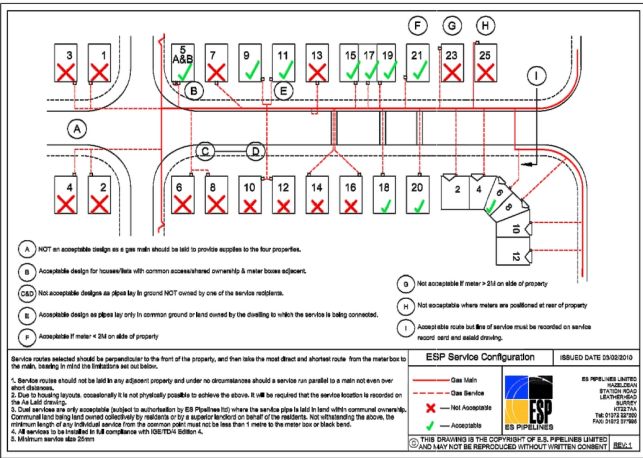 F
G
H
3
1
5
A&B
7
9
11
13
15
17
19
21
23
25
I
B
E
A
C
D
4
2
6
8
10
12
14
16
18
20
2
4
6
8
10
12
A NOT an acceptable design as a gas main should be laid to provide supplies to the four properties.
B Acceptable design for houses/flats with common access/shared ownership & meter boxes adjacent.
C&D Not acceptable designs as pipes lay in ground NOT owned by one of the service recipients.
E Acceptable design as pipes lay only in common ground or land owned by the dwelling to which the service is being connected.
F Acceptable if meter < 2M on side of property
G Not acceptable if meter > 2M on side of property
H Not acceptable where meters are positioned at rear of property
I Acceptable route but line of service must be recorded on service
record card and aslaid drawing.
Service routes selected should be perpendicular to the front of the property, and then take the most direct and shortest route from the meter box to
the main, bearing in mind the limitations set out below.
1. Service routes should not be laid in any adjacent property and under no circumstances should a service run parallel to a main not even over
short distances.
2. Due to housing layouts, occasionally it is not physically possible to achieve the above. It will be required that the service location is recorded on
the As Laid drawing.
3. Dual services are only acceptable (subject to authorisation by ES Pipelines ltd) where the service pipe is laid in land within communal ownership.
Communal land being land owned collectively by residents or by a superior landlord on behalf of the residents. Not withstanding the above, the
minimum length of any individual service from the common point must not be less than 1 metre to the meter box or black bend.
4. All services to be installed in full compliance with IGE/TD/4 Edition 4.
5. Minimum service size 25mm
ESP Service Configuration
ISSUED DATE 03/02/2010
Gas Main
Gas Service
Not Acceptable
Acceptable
ESP
ES PIPELINES
ES PIPELINES LIMITED
HAZELDEAN
STATION ROAD
LEATHERHEAD
SURREY
KT22 7AA
© THIS DRAWING IS THE COPYRIGHT OF E.S. PIPELINES LIMITED
AND MAY NOT BE REPRODUCED WITHOUT WRITTEN CONSENT
REV: 1